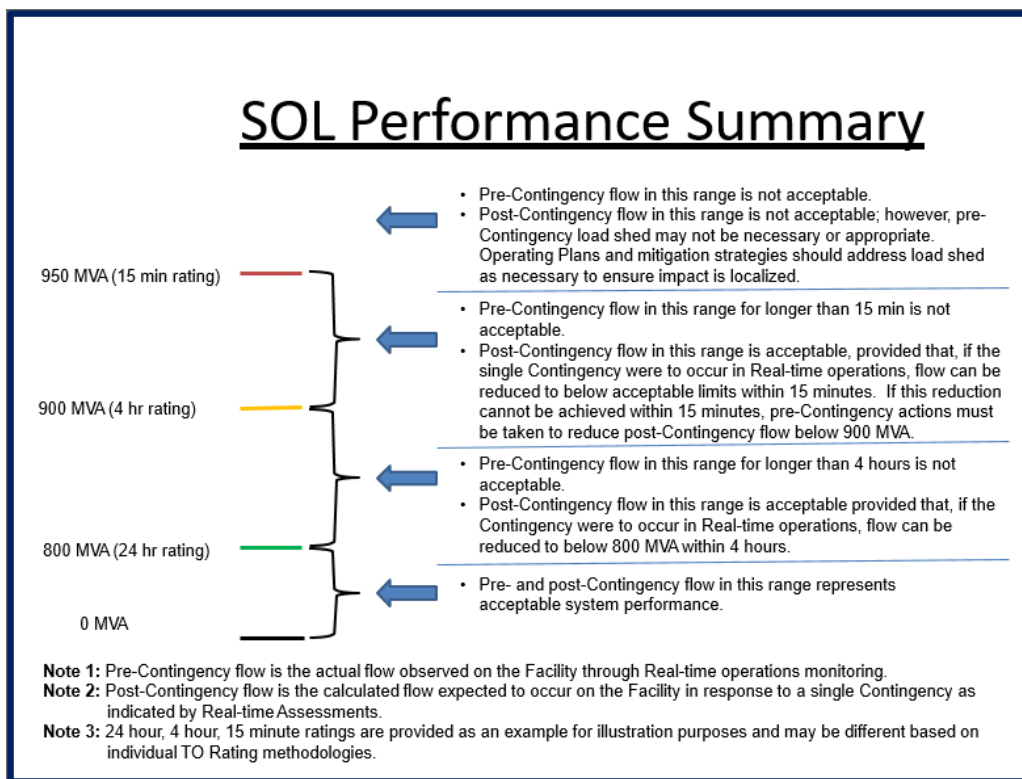 SOL Performance Summary
• Pre-Contingency flow in this range is not acceptable.
• Post-Contingency flow in this range is not acceptable; however, pre-
Contingency load shed may not be necessary or appropriate.
Operating Plans and mitigation strategies should address load shed
as necessary to ensure impact is localized.
950 MVA (15 min rating)
• Pre-Contingency flow in this range for longer than 15 min is not
acceptable.
• Post-Contingency flow in this range is acceptable, provided that, if the
single Contingency were to occur in Real-time operations, flow can be
reduced to below acceptable limits within 15 minutes. If this reduction
cannot be achieved within 15 minutes, pre-Contingency actions must
be taken to reduce post-Contingency flow below 900 MVA.
900 MVA (4 hr rating)
• Pre-Contingency flow in this range for longer than 4 hours is not
acceptable.
• Post-Contingency flow in this range is acceptable provided that, if the
Contingency were to occur in Real-time operations, flow can be
reduced to below 800 MVA within 4 hours.
800 MVA (24 hr rating)
• Pre- and post-Contingency flow in this range represents
acceptable system performance.
0 MVA
Note 1: Pre-Contingency flow is the actual flow observed on the Facility through Real-time operations monitoring.
Note 2: Post-Contingency flow is the calculated flow expected to occur on the Facility in response to a single Contingency as
indicated by Real-time Assessments.
Note 3: 24 hour, 4 hour, 15 minute ratings are provided as an example for illustration purposes and may be different based on
individual TO Rating methodologies.